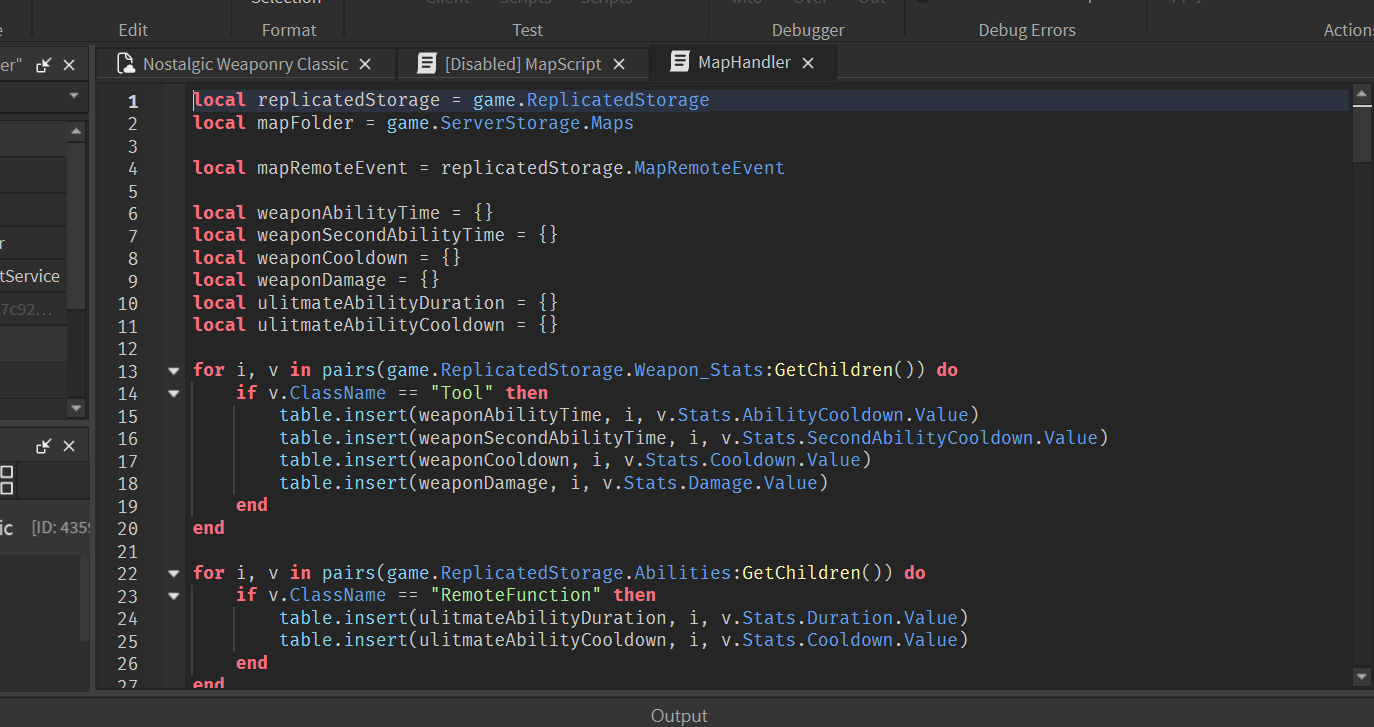 Selection
Edit
Format
Test
Debugger
Debug Errors
Action
er"
Nostalgic Weaponry Classic
[Disabled] MapScript
MapHandler
r
tService
7c92...
ic [ID: 435
1 local replicatedStorage = game.ReplicatedStorage
2 local mapFolder = game.ServerStorage.Maps
3
4 local mapRemoteEvent = replicatedStorage.MapRemoteEvent
5
6 local weaponAbilityTime = {}
7 local weaponSecondAbilityTime = {}
8 local weaponCooldown = {}
9 local weaponDamage = {}
10 local ulitmateAbilityDuration = {}
11 local ulitmateAbilityCooldown = {}
12
13 for i, v in pairs(game.ReplicatedStorage.Weapon_Stats:GetChildren()) do
14 if v.ClassName == "Tool" then
15 table.insert(weaponAbilityTime, i, v.Stats.AbilityCooldown.Value)
16 table.insert(weaponSecondAbilityTime, i, v.Stats.SecondAbilityCooldown.Value)
17 table.insert(weaponCooldown, i, v.Stats.Cooldown.Value)
18 table.insert(weaponDamage, i, v.Stats.Damage.Value)
19 end
20 end
21
22 for i, v in pairs(game.ReplicatedStorage.Abilities:GetChildren()) do
23 if v.ClassName == "RemoteFunction" then
24 table.insert(ulitmateAbilityDuration, i, v.Stats.Duration.Value)
25 table.insert(ulitmateAbilityCooldown, i, v.Stats.Cooldown.Value)
26 end
27 end
Output